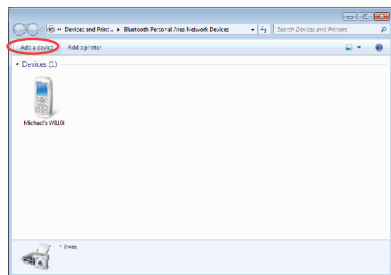 Devices and Princ... ▸ Bluetooth Personal Area Network Devices
Search Devices and Printers
Add a device
Add a printer
Devices (1)
Michael's W810i
1 item